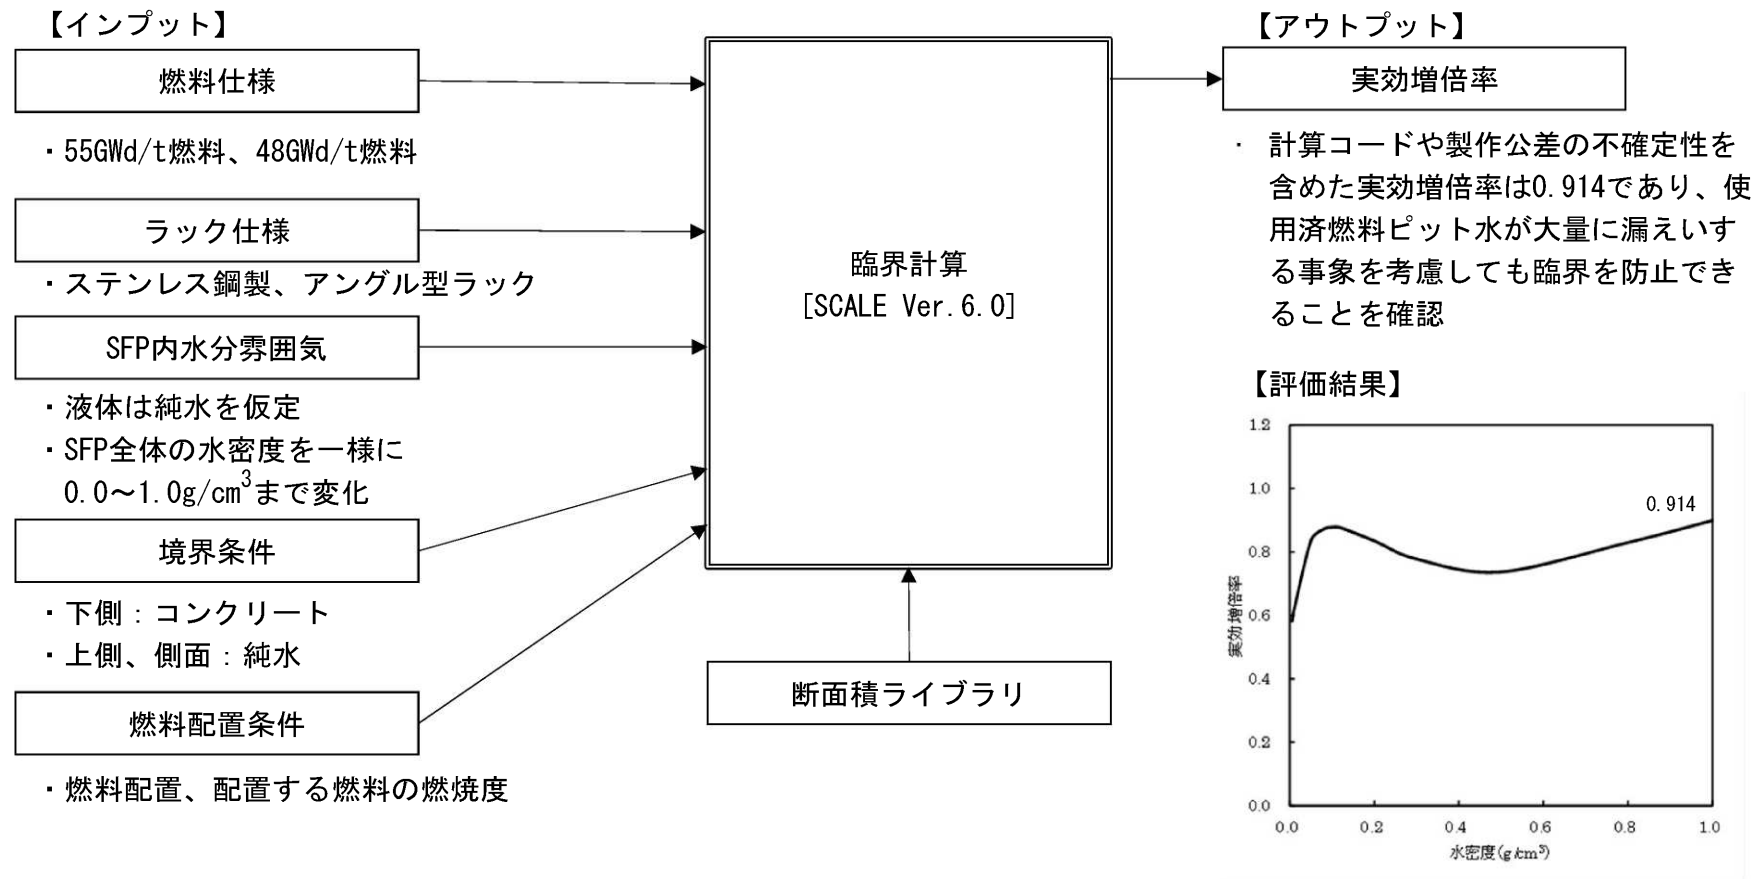 【インプット】
燃料仕様
・55GWd/t燃料、48GWd/t燃料
ラック仕様
・ステンレス鋼製、アングル型ラック
SFP内水分雰囲気
・液体は純水を仮定
・SFP全体の水密度を一様に
0.0～1.0g/cm³まで変化
境界条件
・下側：コンクリート
・上側、側面：純水
燃料配置条件
・燃料配置、配置する燃料の燃焼度
臨界計算
[SCALE Ver.6.0]
断面積ライブラリ
【アウトプット】
実効増倍率
・ 計算コードや製作公差の不確定性を
含めた実効増倍率は0.914であり、使
用済燃料ピット水が大量に漏えいす
る事象を考慮しても臨界を防止でき
ることを確認
【評価結果】
1.2
1.0
0.8
0.6
0.4
0.2
0.0
実効増倍率
0.914
0.0 0.2 0.4 0.6 0.8 1.0
水密度(g/cm³)